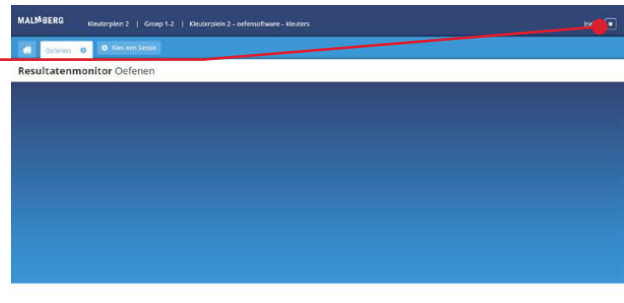 MALMBERG Kleuterplein 2 | Groep 1-2 | Kleuterplein 2 - oefensoftware - kleuters
Oefenen Kies een Sessie
Resultatenmonitor Oefenen